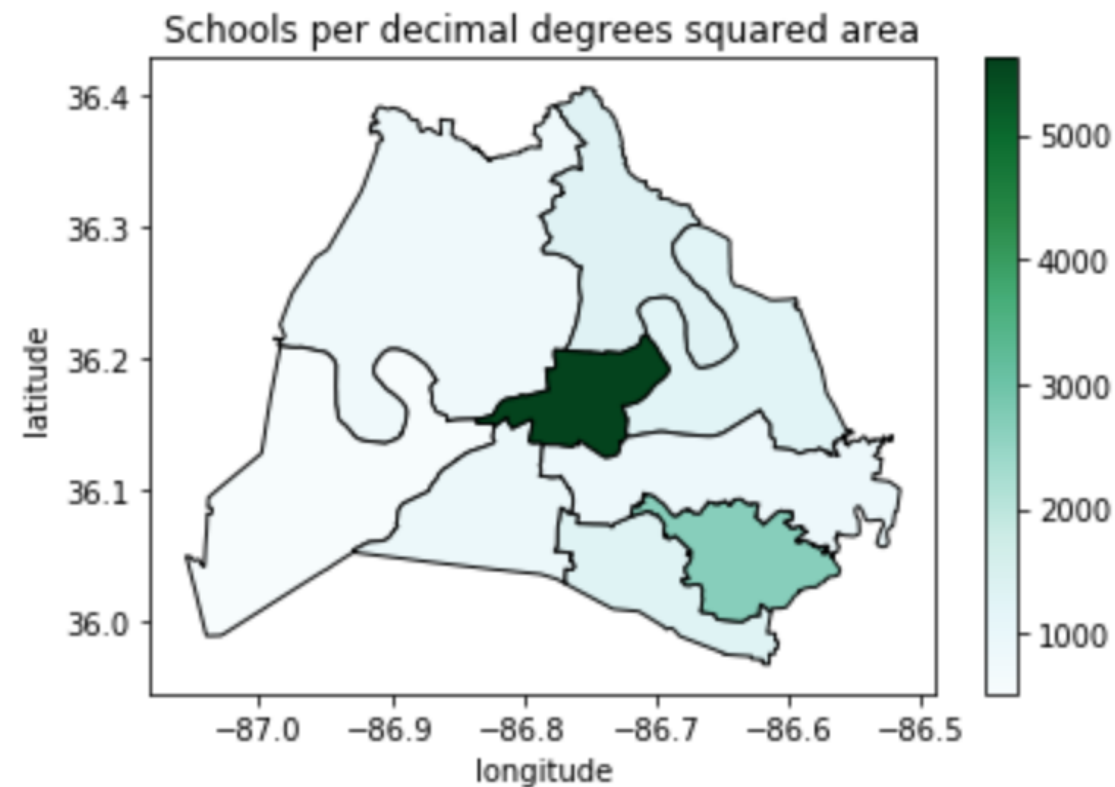 Schools per decimal degrees squared area
36.4
36.3
36.2
36.1
36.0
latitude
−87.0 −86.9 −86.8 −86.7 −86.6 −86.5
longitude
5000
4000
3000
2000
1000